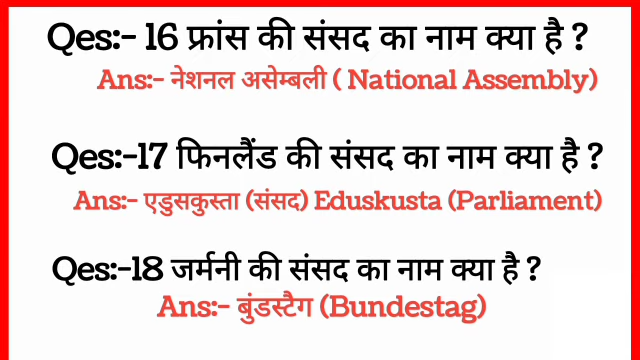 Qes:- 16 फ्रांस की संसद का नाम क्या है ?
Ans:- नेशनल असेम्बली ( National Assembly)
Qes:-17 फिनलैंड की संसद का नाम क्या है ?
Ans:- एडुसकुस्ता (संसद) Eduskusta (Parliament)
Qes:-18 जर्मनी की संसद का नाम क्या है ?
Ans:- बुंडस्टैग (Bundestag)